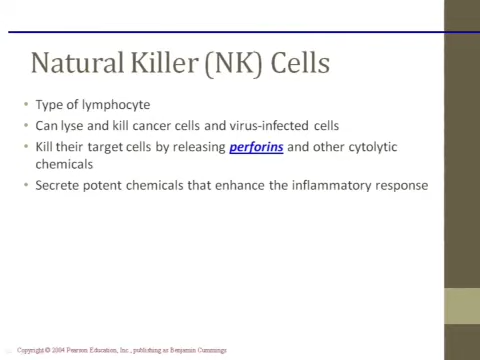 Natural Killer (NK) Cells
• Type of lymphocyte
• Can lyse and kill cancer cells and virus-infected cells
• Kill their target cells by releasing perforins and other cytolytic
chemicals
• Secrete potent chemicals that enhance the inflammatory response
Copyright © 2004 Pearson Education, Inc., publishing as Benjamin Cummings